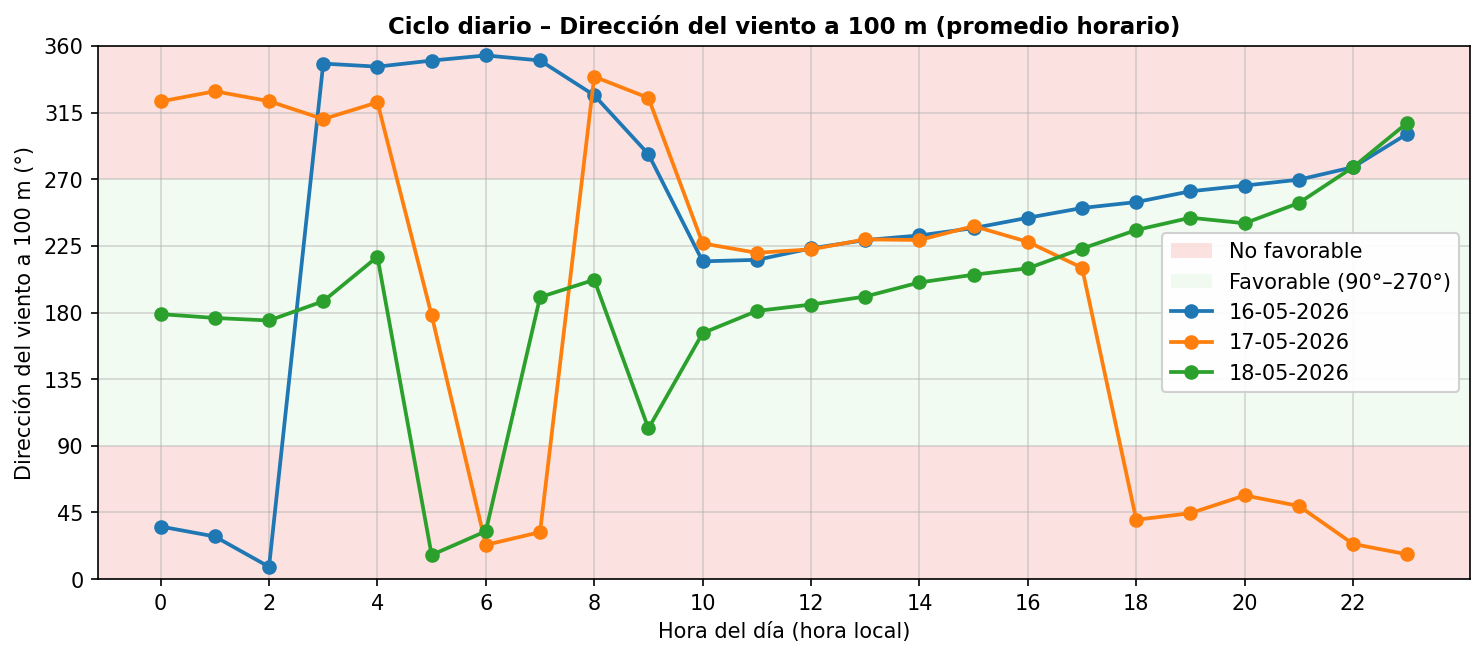 Ciclo diario – Dirección del viento a 100 m (promedio horario)
Dirección del viento a 100 m (°)
360
315
270
225
180
135
90
45
0
No favorable
Favorable (90°–270°)
16-05-2026
17-05-2026
18-05-2026
0 2 4 6 8 10 12 14 16 18 20 22
Hora del día (hora local)